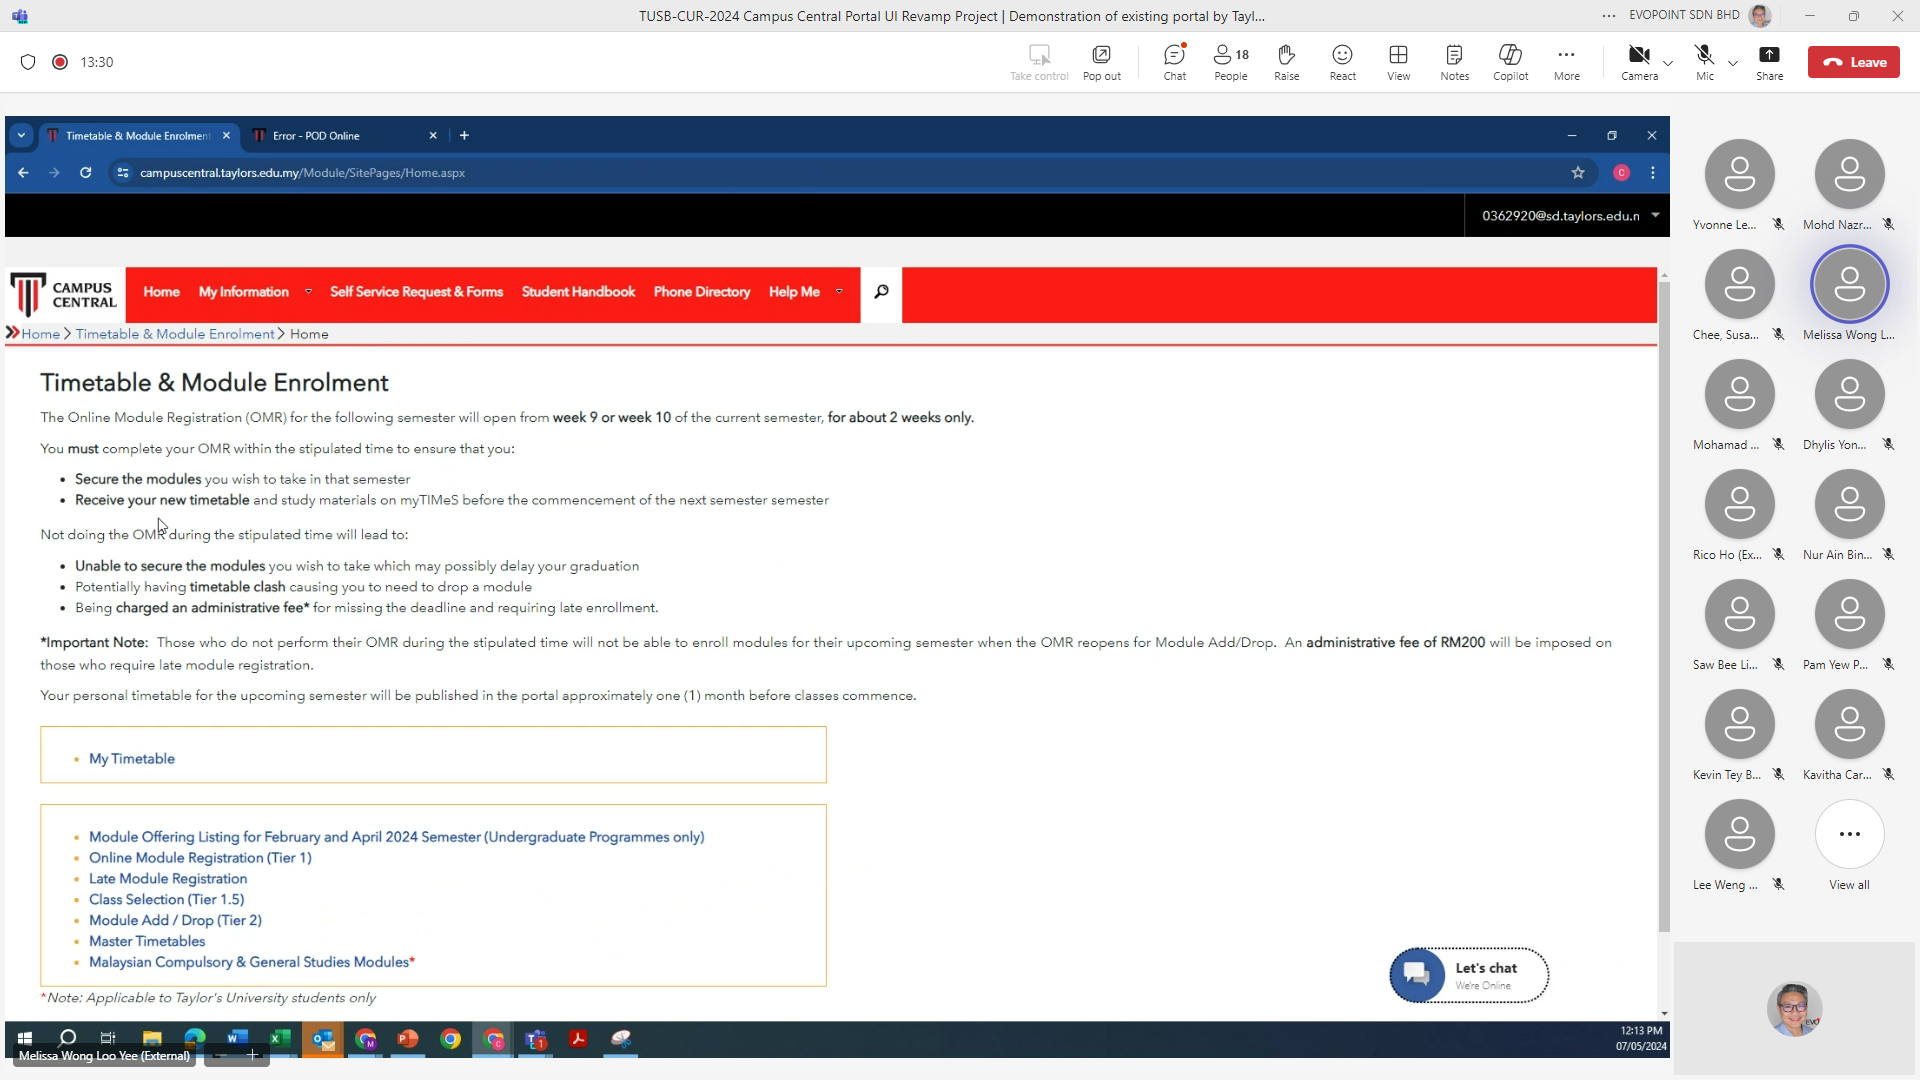 TUSB-CUR-2024 Campus Central Portal UI Revamp Project | Demonstration of existing portal by Tayl...
EVOPOINT SDN BHD
13:30
Take control
Pop out
Chat
18
People
Raise
React
View
Notes
Copilot
More
Camera
Mic
Share
Leave
Timetable & Module Enrolment
Error - POD Online
campuscentral.taylors.edu.my/Module/SitePages/Home.aspx
C
0362920@sd.taylors.edu.n
CAMPUS
CENTRAL
Home
My Information
Self Service Request & Forms
Student Handbook
Phone Directory
Help Me
Home > Timetable & Module Enrolment > Home
Timetable & Module Enrolment
The Online Module Registration (OMR) for the following semester will open from week 9 or week 10 of the current semester, for about 2 weeks only.
You must complete your OMR within the stipulated time to ensure that you:
• Secure the modules you wish to take in that semester
• Receive your new timetable and study materials on myTIMeS before the commencement of the next semester semester
Not doing the OMR during the stipulated time will lead to:
• Unable to secure the modules you wish to take which may possibly delay your graduation
• Potentially having timetable clash causing you to need to drop a module
• Being charged an administrative fee* for missing the deadline and requiring late enrollment.
*Important Note: Those who do not perform their OMR during the stipulated time will not be able to enroll modules for their upcoming semester when the OMR reopens for Module Add/Drop. An administrative fee of RM200 will be imposed on
those who require late module registration.
Your personal timetable for the upcoming semester will be published in the portal approximately one (1) month before classes commence.
• My Timetable
• Module Offering Listing for February and April 2024 Semester (Undergraduate Programmes only)
• Online Module Registration (Tier 1)
• Late Module Registration
• Class Selection (Tier 1.5)
• Module Add / Drop (Tier 2)
• Master Timetables
• Malaysian Compulsory & General Studies Modules*
*Note: Applicable to Taylor's University students only
Let's chat
We're Online
12:13 PM
07/05/2024
Melissa Wong Loo Yee (External)
Yvonne Le...
Mohd Nazr...
Chee, Susa...
Melissa Wong L...
Mohamad ...
Dhylis Yon...
Rico Ho (Ex...
Nur Ain Bin...
Saw Bee Li...
Pam Yew P...
Kevin Tey B...
Kavitha Car...
Lee Weng ...
View all